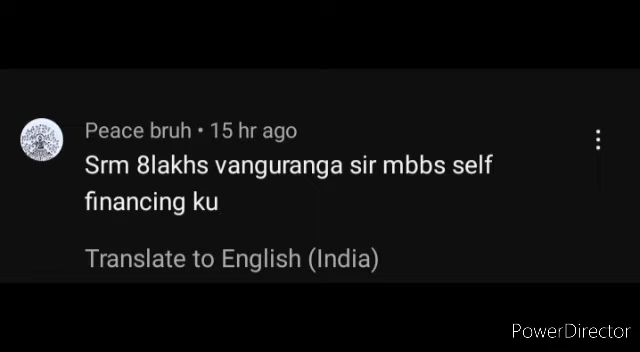 Peace bruh • 15 hr ago
Srm 8lakhs vanguranga sir mbbs self
financing ku
Translate to English (India)
PowerDirector